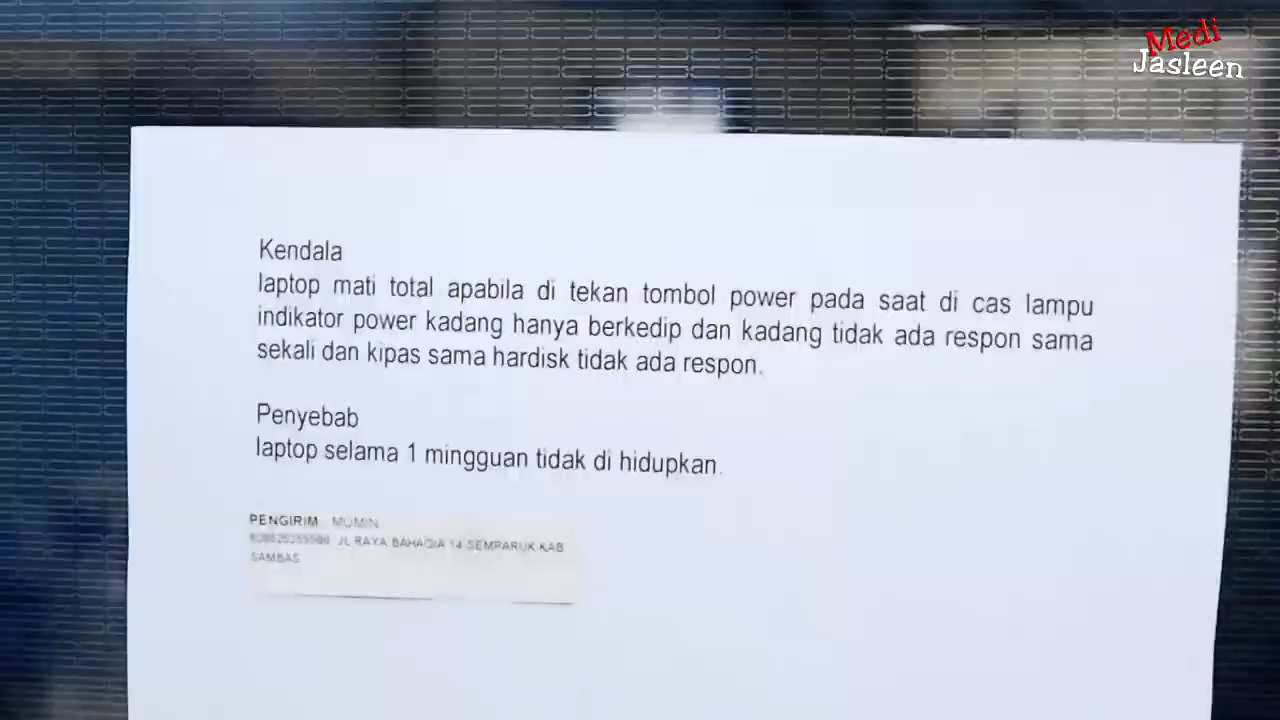 Medi
Jasleen
Kendala
laptop mati total apabila di tekan tombol power pada saat di cas lampu
indikator power kadang hanya berkedip dan kadang tidak ada respon sama
sekali dan kipas sama hardisk tidak ada respon.
Penyebab
laptop selama 1 mingguan tidak di hidupkan.
PENGIRIM MUMIN
JL RAYA BAHAGIA 14 SEMPARUK KAB
SAMBAS